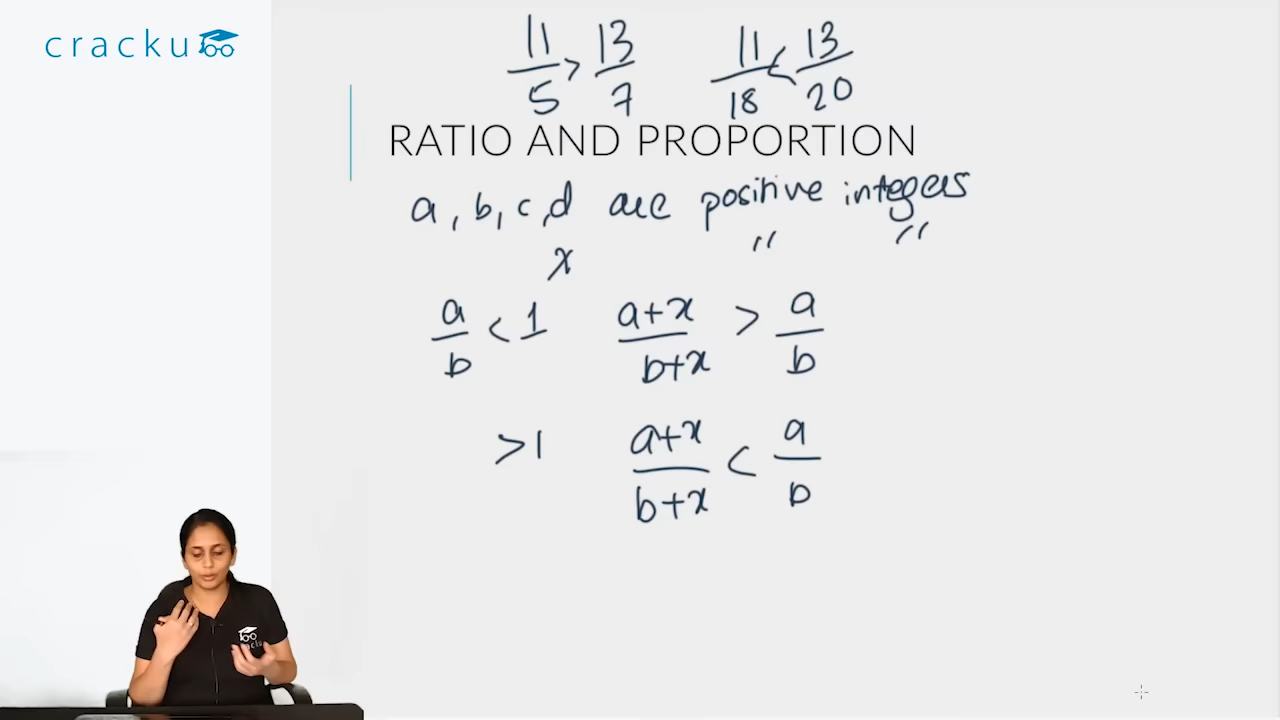 cracku
11/5 > 13/7 11/18 < 13/20
RATIO AND PROPORTION
a, b, c, d are positive integers
x " "
a/b < 1 a+x/b+x > a/b
>1 a+x/b+x < a/b